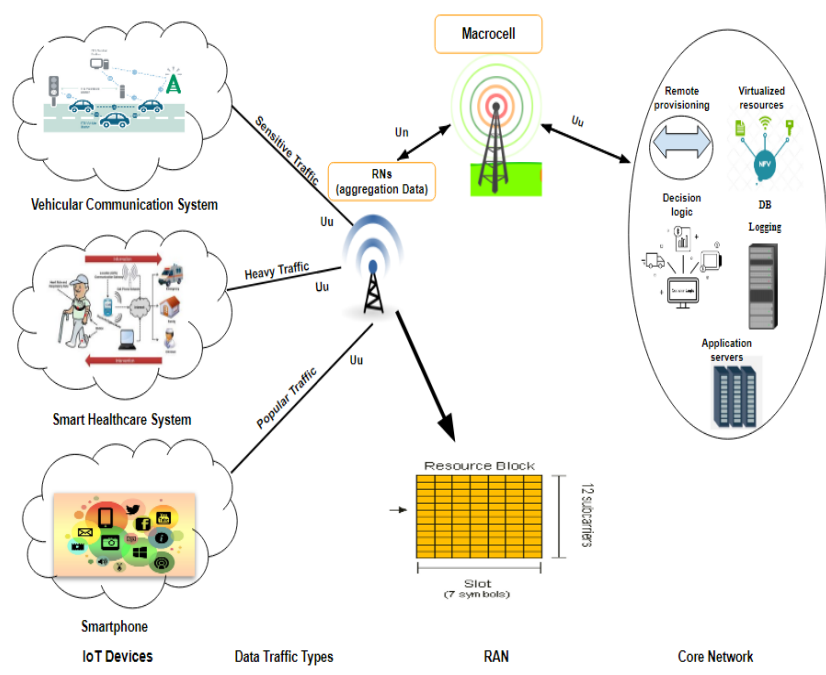 Macrocell
Remote
provisioning
Virtualized
resources
Un
Uu
Sensitive Traffic
RNs
(aggregation Data)
NFV
Vehicular Communication System
Uu
Decision
logic
DB
Logging
Heavy Traffic
Uu
Application
servers
Uu
Popular Traffic
Smart Healthcare System
Resource Block
12 subcarriers
Slot
(7 symbols)
Smartphone
IoT Devices
Data Traffic Types
RAN
Core Network